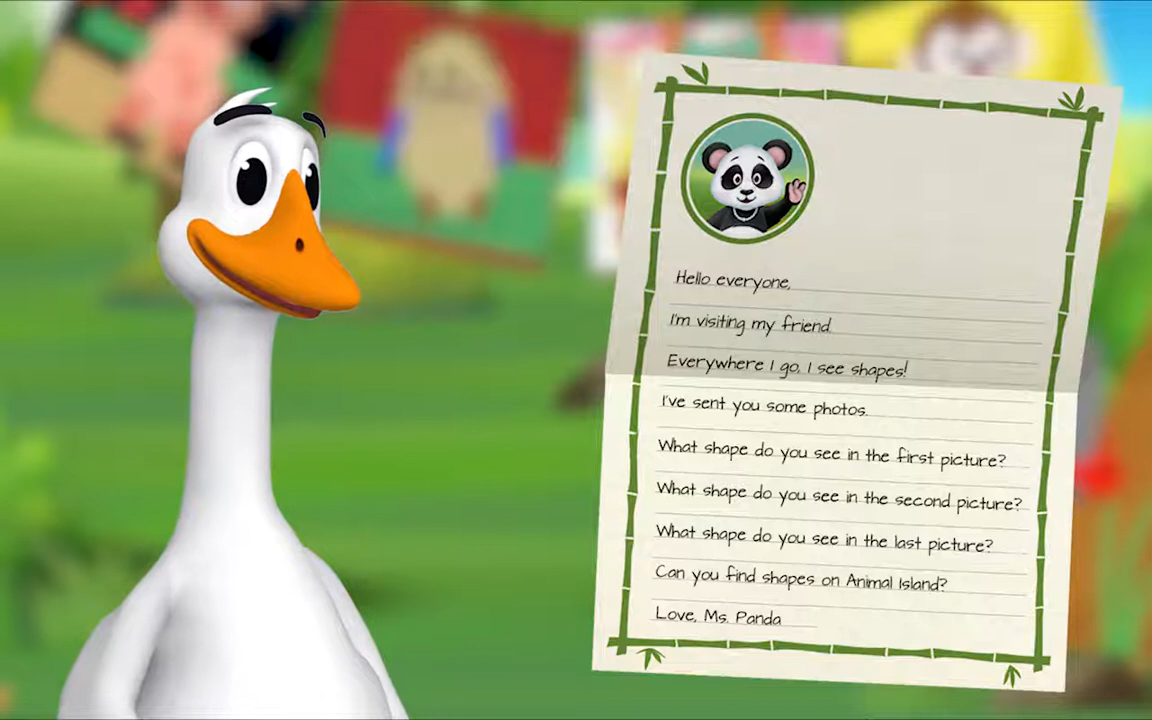 Hello everyone,
I'm visiting my friend.
Everywhere I go, I see shapes!
I've sent you some photos.
What shape do you see in the first picture?
What shape do you see in the second picture?
What shape do you see in the last picture?
Can you find shapes on Animal Island?
Love, Ms. Panda